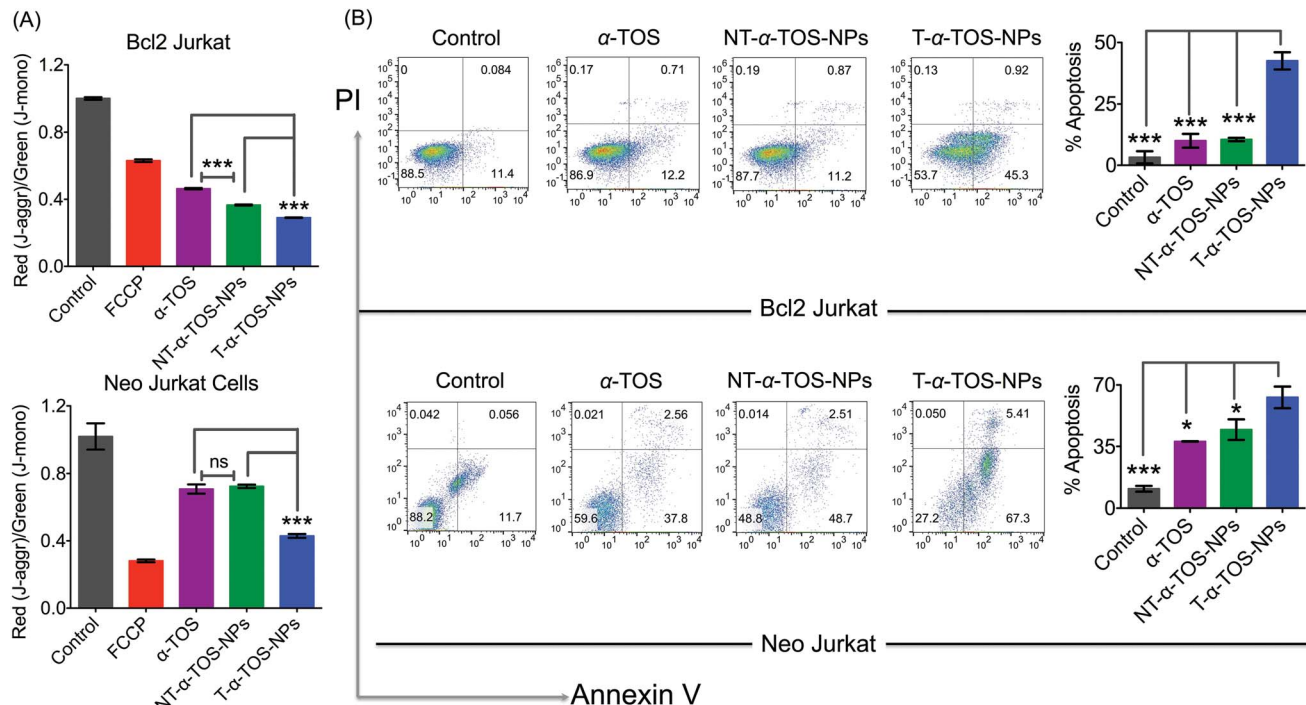 (A)
Bcl2 Jurkat
Red (J-aggr)/Green (J-mono)
1.2
0.8
0.4
0.0
***
***
Control
FCCP
α-TOS
NT-α-TOS-NPs
T-α-TOS-NPs
Neo Jurkat Cells
Red (J-aggr)/Green (J-mono)
1.2
0.8
0.4
0.0
ns
***
Control
FCCP
α-TOS
NT-α-TOS-NPs
T-α-TOS-NPs
(B)
PI
Control
α-TOS
NT-α-TOS-NPs
T-α-TOS-NPs
0 0.084
88.5 11.4
0.17 0.71
86.9 12.2
0.19 0.87
87.7 11.2
0.13 0.92
53.7 45.3
% Apoptosis
50
25
0
***
***
***
Control
α-TOS
NT-α-TOS-NPs
T-α-TOS-NPs
Bcl2 Jurkat
Control
α-TOS
NT-α-TOS-NPs
T-α-TOS-NPs
0.042 0.056
88.2 11.7
0.021 2.56
59.6 37.8
0.014 2.51
48.8 48.7
0.050 5.41
27.2 67.3
% Apoptosis
70
35
0
***
*
*
Control
α-TOS
NT-α-TOS-NPs
T-α-TOS-NPs
Neo Jurkat
Annexin V